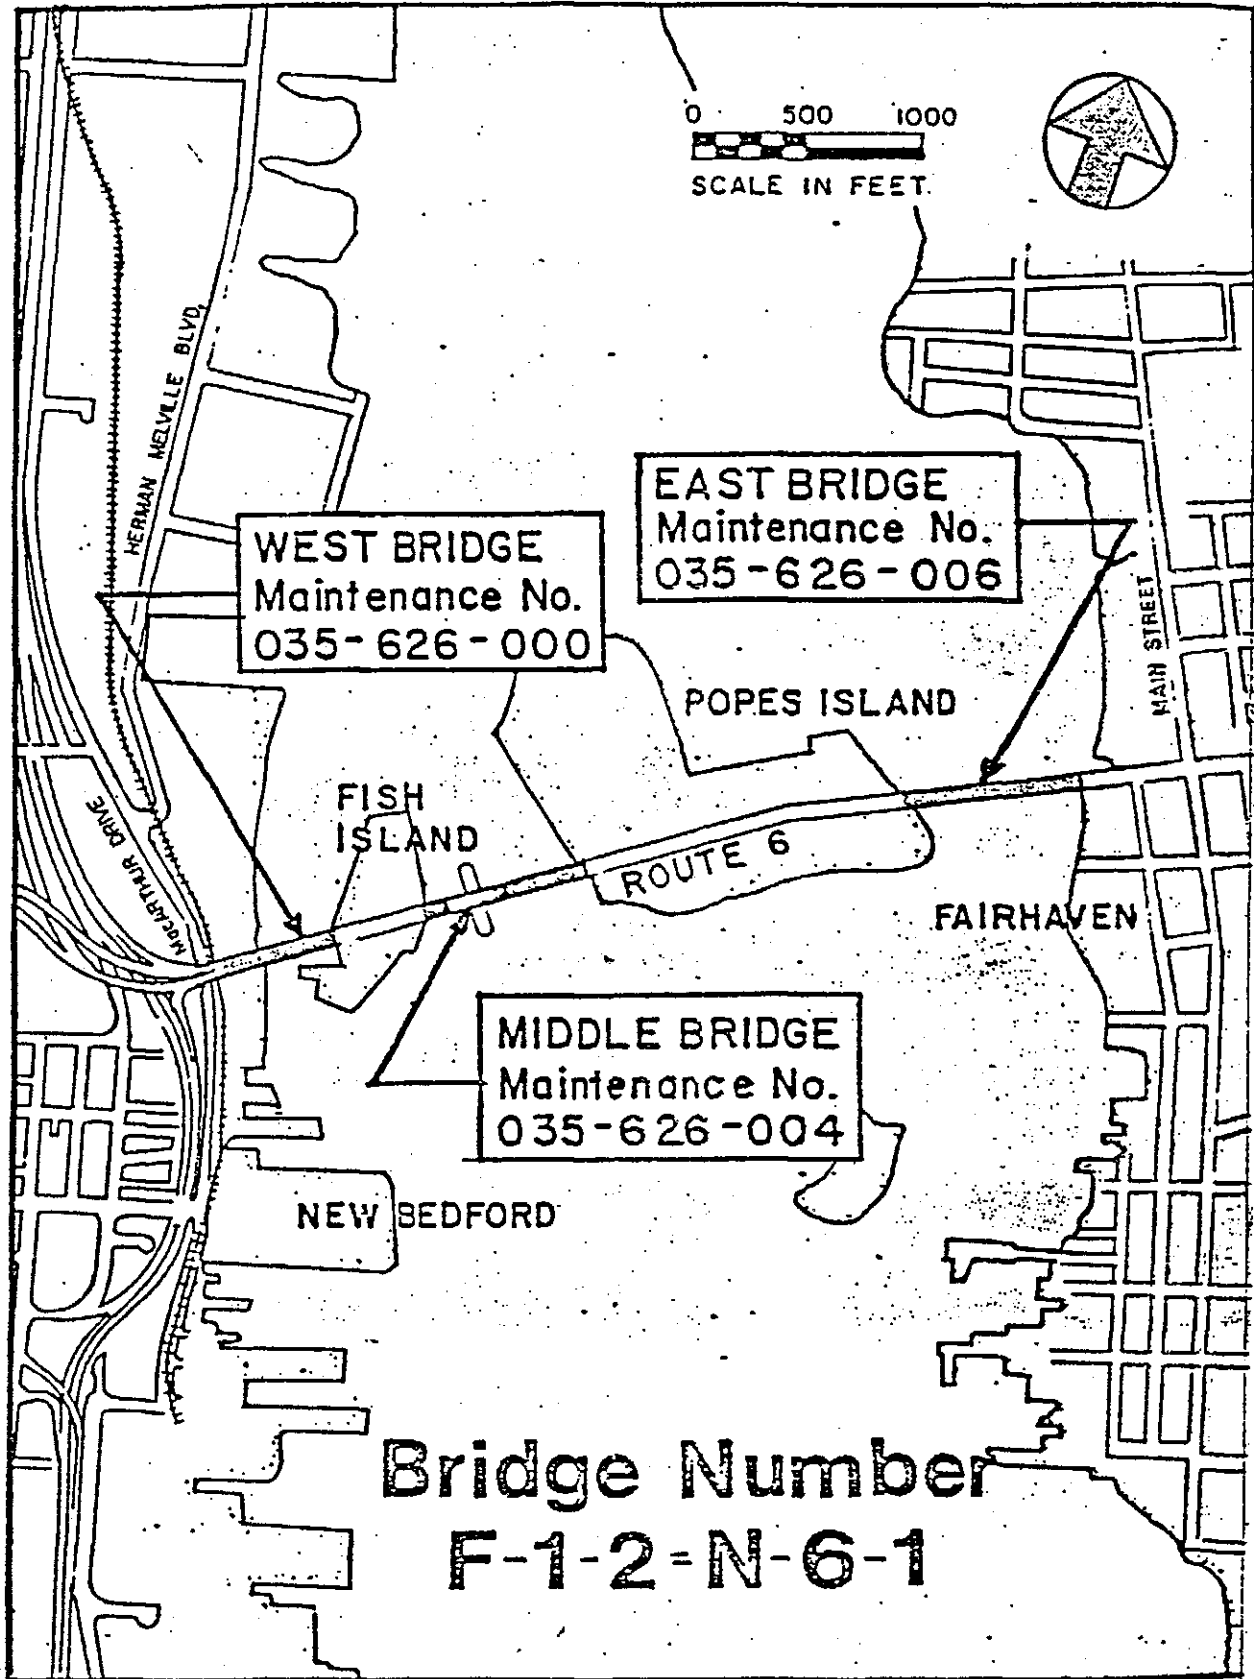 0 500 1000
SCALE IN FEET.
HERMAN MELVILLE BLVD.
EAST BRIDGE
Maintenance No.
035-626-006
WEST BRIDGE
Maintenance No.
035-626-000
MAIN STREET
POPES ISLAND
FISH
ISLAND
MacARTHUR DRIVE
ROUTE 6
FAIRHAVEN
MIDDLE BRIDGE
Maintenance No.
035-626-004
NEW BEDFORD
Bridge Number
F-1-2=N-6-1